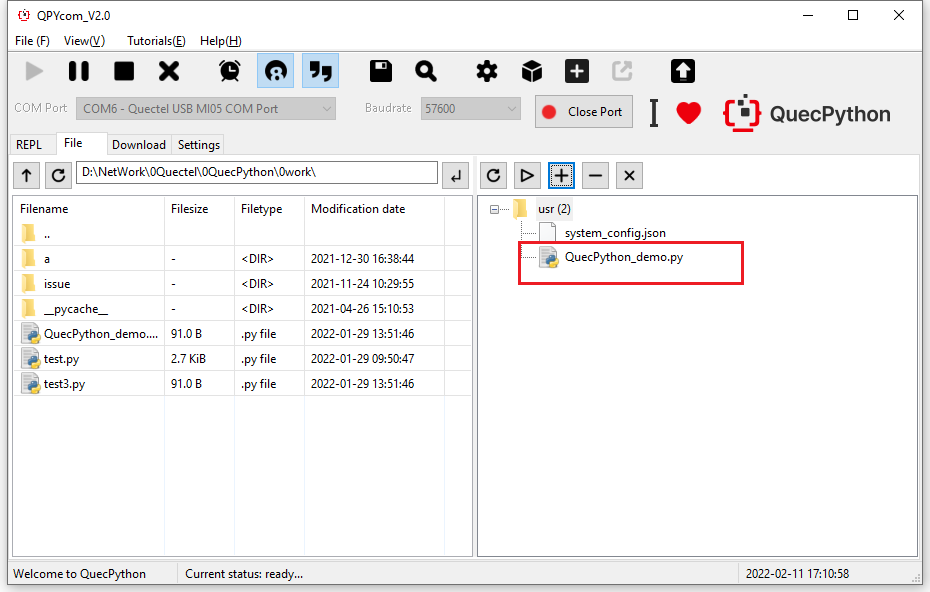 QPYcom_V2.0
File (F) View(V) Tutorials(E) Help(H)
COM Port COM6 - Quectel USB MI05 COM Port Baudrate 57600 Close Port QuecPython
REPL File Download Settings
D:\NetWork\0Quectel\0QuecPython\0work\
Filename Filesize Filetype Modification date
..
a - <DIR> 2021-12-30 16:38:44
issue - <DIR> 2021-11-24 10:29:55
__pycache__ - <DIR> 2021-04-26 15:10:53
QuecPython_demo.... 91.0 B .py file 2022-01-29 13:51:46
test.py 2.7 KiB .py file 2022-01-29 09:50:47
test3.py 91.0 B .py file 2022-01-29 13:51:46
usr (2)
system_config.json
QuecPython_demo.py
Welcome to QuecPython Current status: ready... 2022-02-11 17:10:58